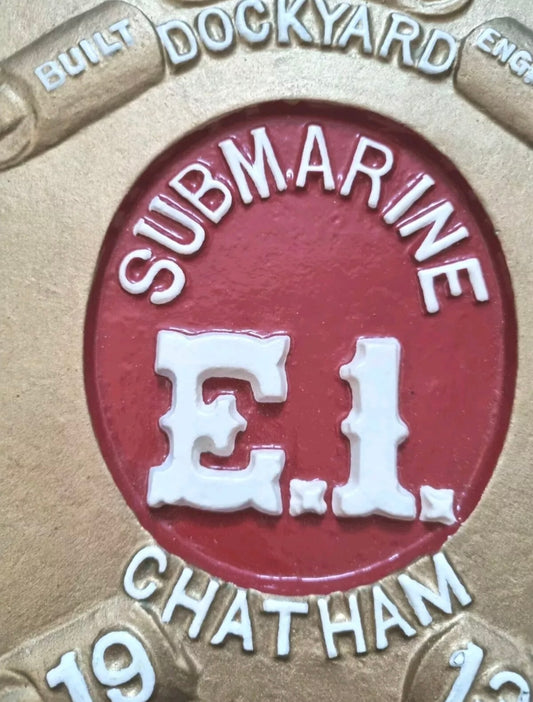 BUILT
DOCKYARD
SUBMARINE
E.1.
CHATHAM
19